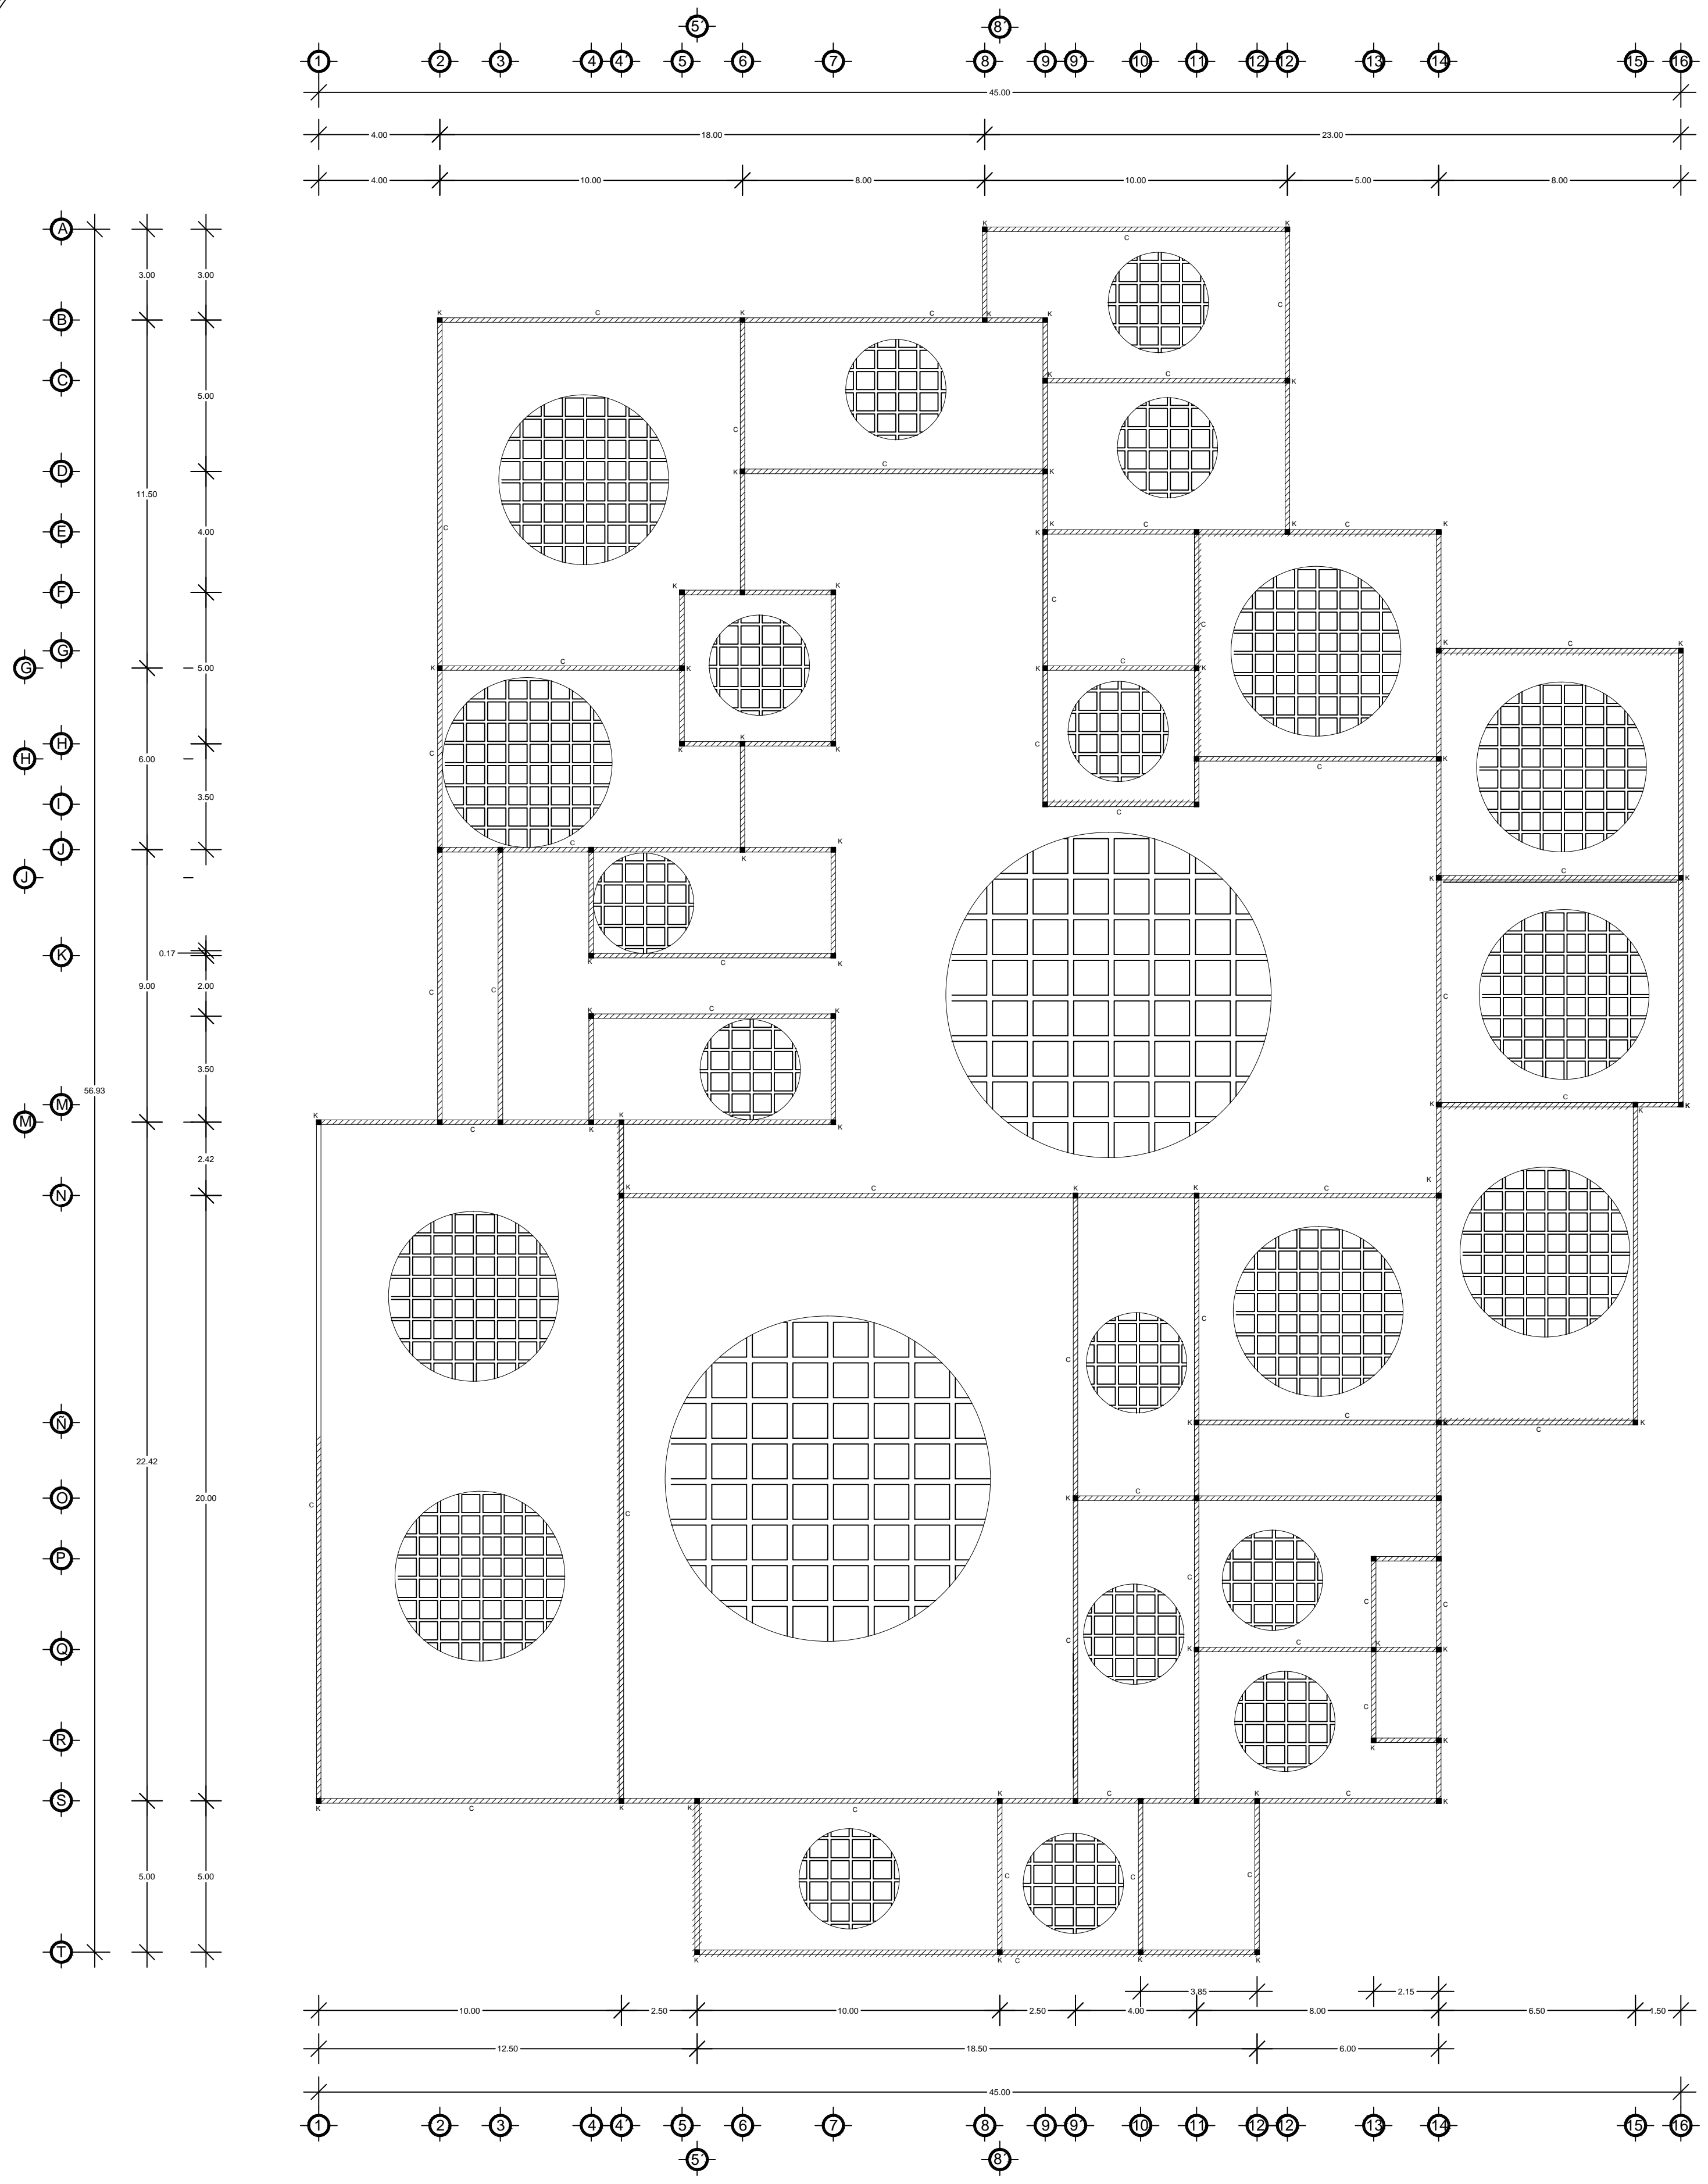 5´ 8´
1 2 3 4 4´ 5 6 7 8 9 9´ 10 11 12 12 13 14 15 16
45.00
4.00 18.00 23.00
4.00 10.00 8.00 10.00 5.00 8.00
A K K
C
3.00 3.00
C
B K C K C K K
C
5.00
C K C K
C
D K C K
11.50
C
E 4.00 K K C K C K
F K K
C
C
G K C K
G 5.00 K C K C K K C K
H K K K
H 6.00 C C K
C
I 3.50
C
J C K
K
J K C K
K 0.17 K C K
9.00 2.00 C C C
K C K
3.50
56.93
M K C K K
M K C K K K
2.42
N K C K K C K
C
C
Ñ K C K C K
22.42
O 20.00 C K C C
P
C C C
Q C K C K
C
R K K
S K C K K C K C K C K
5.00 5.00 C C C
T K K C K K
3.85 2.15
10.00 2.50 10.00 2.50 4.00 8.00 6.50 1.50
12.50 18.50 6.00
45.00
1 2 3 4 4´ 5 6 7 8 9 9´ 10 11 12 12 13 14 15 16
5´ 8´